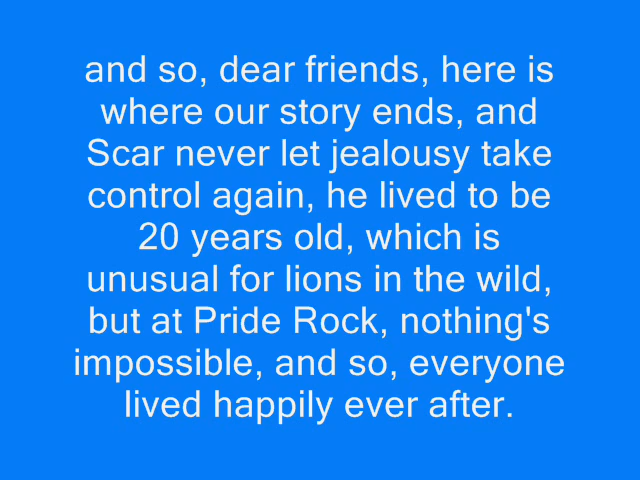 and so, dear friends, here is
where our story ends, and
Scar never let jealousy take
control again, he lived to be
20 years old, which is
unusual for lions in the wild,
but at Pride Rock, nothing's
impossible, and so, everyone
lived happily ever after.